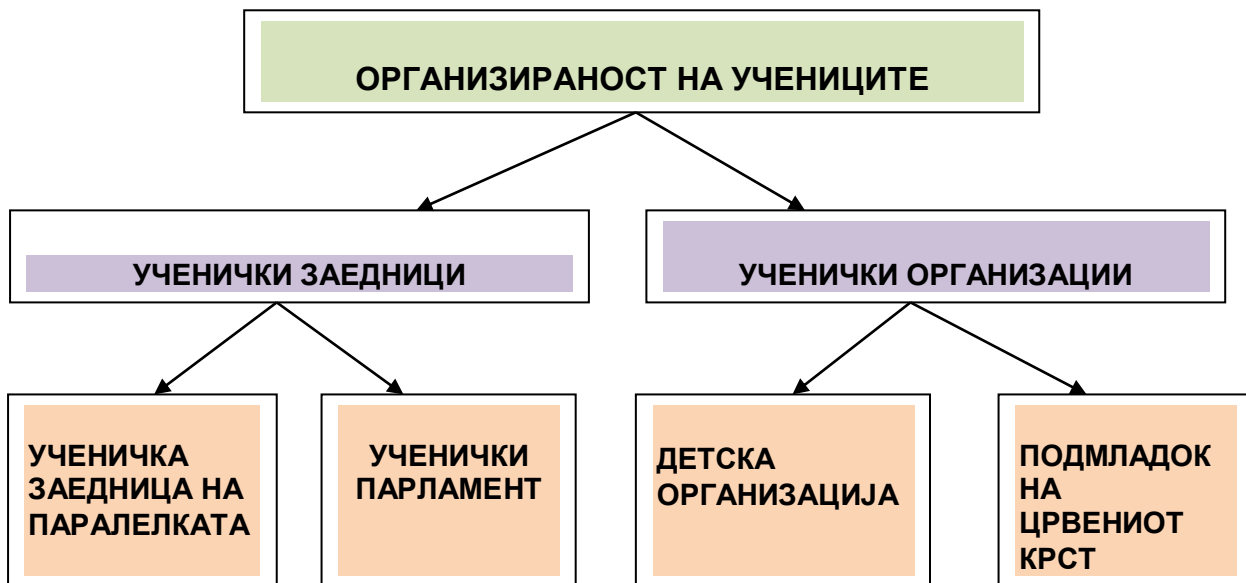 ОРГАНИЗИРАНОСТ НА УЧЕНИЦИТЕ
УЧЕНИЧКИ ЗАЕДНИЦИ
УЧЕНИЧКИ ОРГАНИЗАЦИИ
УЧЕНИЧКА
ЗАЕДНИЦА НА
ПАРАЛЕЛКАТА
УЧЕНИЧКИ
ПАРЛАМЕНТ
ДЕТСКА
ОРГАНИЗАЦИЈА
ПОДМЛАДОК
НА
ЦРВЕНИОТ
КРСТ